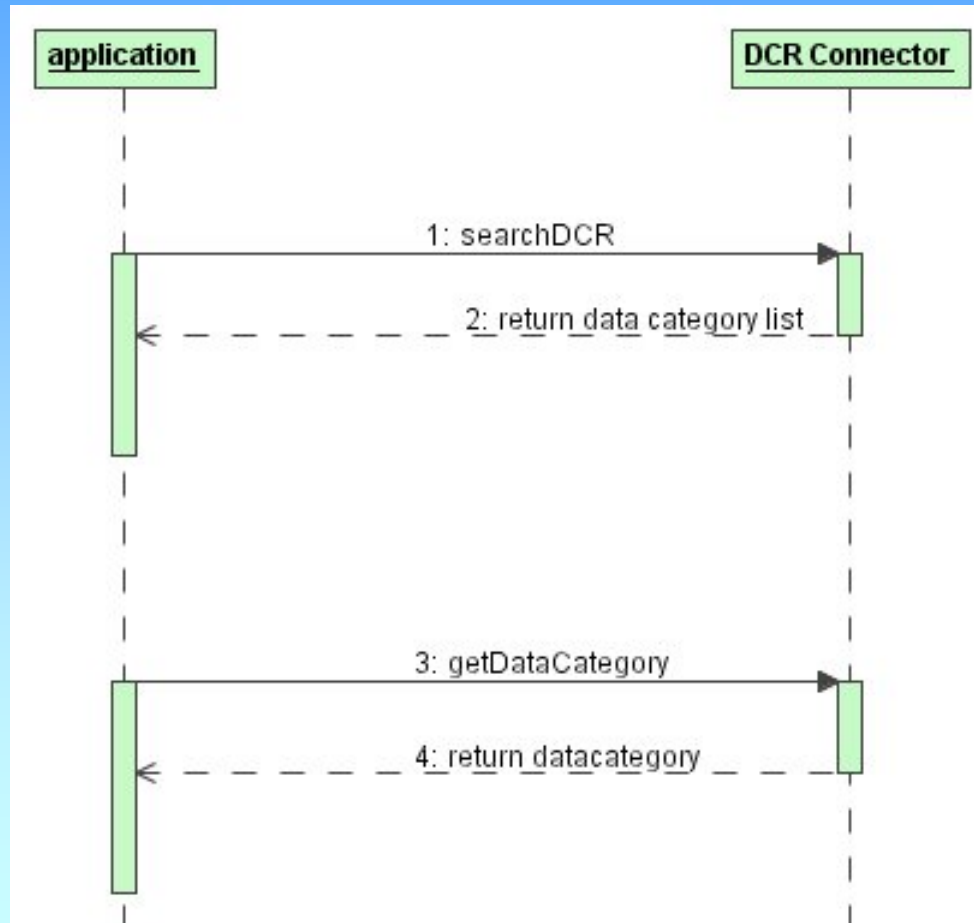 application
DCR Connector
1: searchDCR
2: return data category list
3: getDataCategory
4: return datacategory